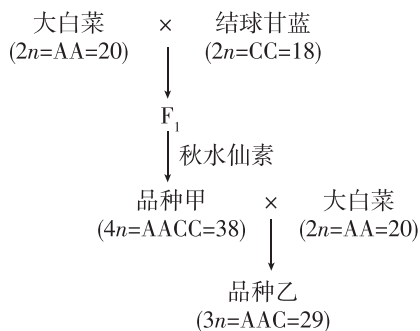 大白菜 × 结球甘蓝
(2n=AA=20) (2n=CC=18)
F₁
秋水仙素
品种甲 × 大白菜
(4n=AACC=38) (2n=AA=20)
品种乙
(3n=AAC=29)